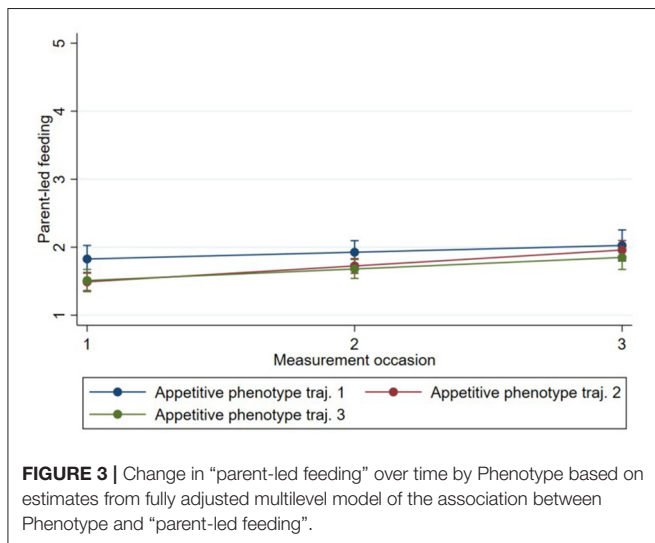 5
4
3
2
1
Parent-led feeding
1 2 3
Measurement occasion
Appetitive phenotype traj. 1 Appetitive phenotype traj. 2
Appetitive phenotype traj. 3
FIGURE 3 | Change in “parent-led feeding” over time by Phenotype based on
estimates from fully adjusted multilevel model of the association between
Phenotype and “parent-led feeding”.